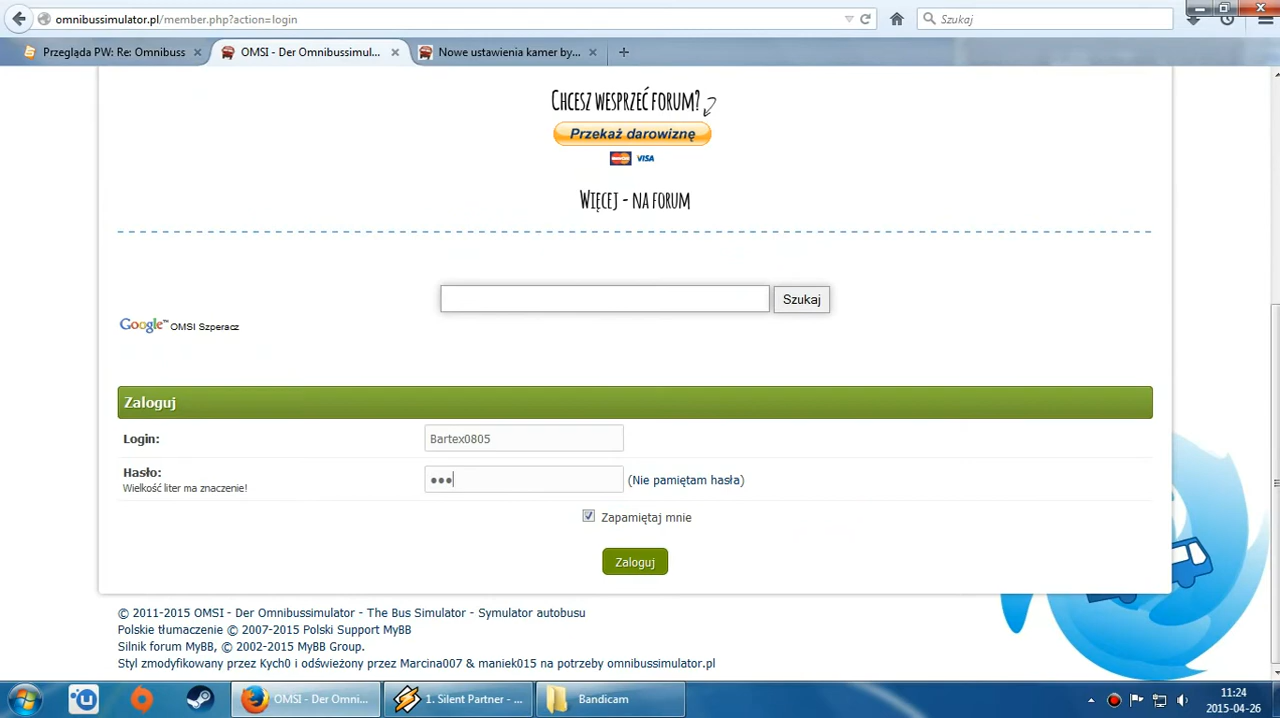 omnibussimulator.pl/member.php?action=login
Szukaj
Przegląda PW: Re: Omnibuss
OMSI - Der Omnibussimul...
Nowe ustawienia kamer by...
Chcesz wesprzeć forum?
Przekaż darowiznę
MasterCard VISA
Więcej - na forum
Szukaj
Google™ OMSI Szperacz
Zaloguj
Login:
Bartex0805
Hasło:
Wielkość liter ma znaczenie!
(Nie pamiętam hasła)
Zapamiętaj mnie
Zaloguj
© 2011-2015 OMSI - Der Omnibussimulator - The Bus Simulator - Symulator autobusu
Polskie tłumaczenie © 2007-2015 Polski Support MyBB
Silnik forum MyBB, © 2002-2015 MyBB Group.
Styl zmodyfikowany przez Kych0 i odświeżony przez Marcina007 & maniek015 na potrzeby omnibussimulator.pl
OMSI - Der Omni...
1. Silent Partner - ...
Bandicam
11:24
2015-04-26